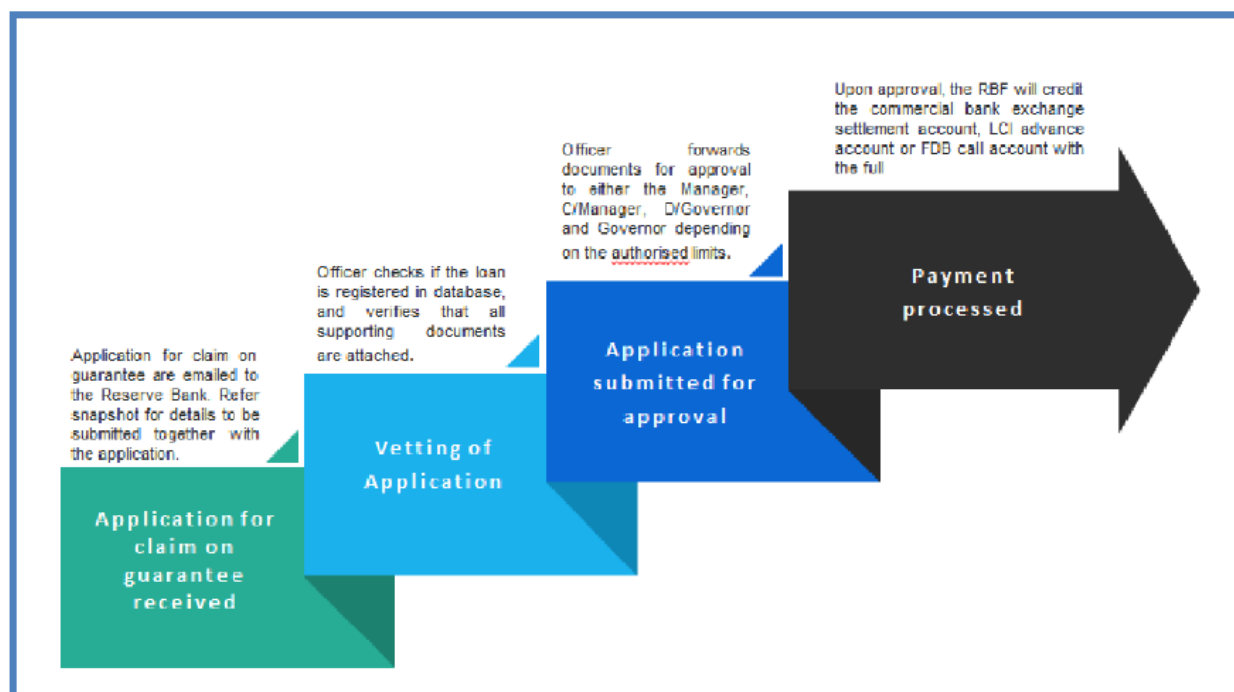 Application for claim on
guarantee are emailed to
the Reserve Bank. Refer
snapshot for details to be
submitted together with
the application.
Application for
claim on
guarantee
received
Officer checks if the loan
is registered in database,
and verifies that all
supporting documents
are attached.
Vetting of
Application
Officer forwards
documents for approval
to either the Manager,
C/Manager, D/Governor
and Governor depending
on the authorised limits.
Application
submitted for
approval
Upon approval, the RBF will credit
the commercial bank exchange
settlement account, LCI advance
account or FDB call account with
the full
Payment
processed